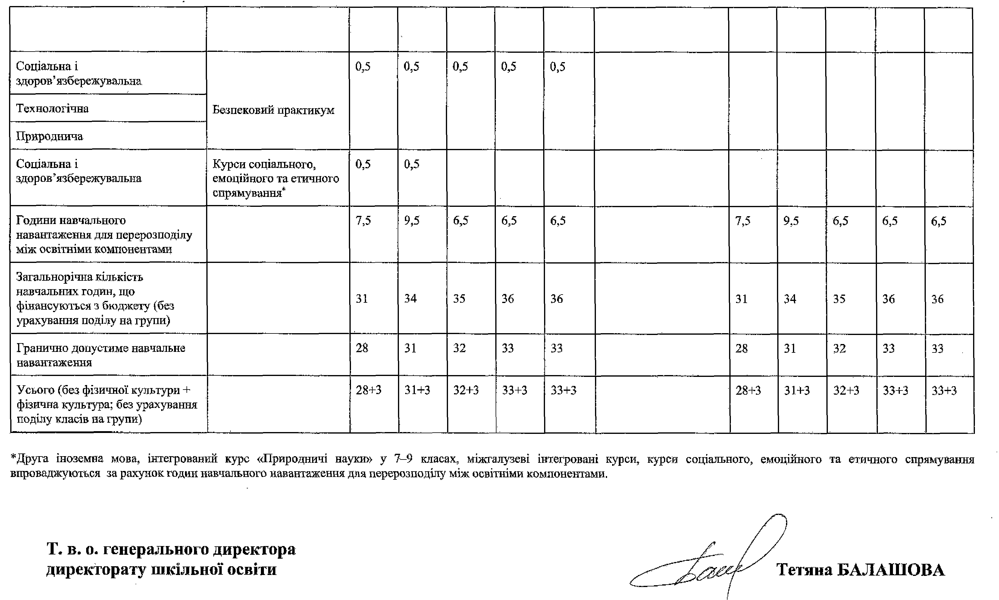 Соціальна і
здоров’язбережувальна
0,5 0,5 0,5 0,5 0,5
Технологічна
Безпековий практикум
Природнича
Соціальна і
здоров’язбережувальна
Курси соціального,
емоційного та етичного
спрямування*
0,5 0,5
Години навчального
навантаження для перерозподілу
між освітніми компонентами
7,5 9,5 6,5 6,5 6,5 7,5 9,5 6,5 6,5 6,5
Загальнорічна кількість
навчальних годин, що
фінансуються з бюджету (без
урахування поділу на групи)
31 34 35 36 36 31 34 35 36 36
Гранично допустиме навчальне
навантаження
28 31 32 33 33 28 31 32 33 33
Усього (без фізичної культури +
фізична культура; без урахування
поділу класів на групи)
28+3 31+3 32+3 33+3 33+3 28+3 31+3 32+3 33+3 33+3
*Друга іноземна мова, інтегрований курс «Природничі науки» у 7–9 класах, міжгалузеві інтегровані курси, курси соціального, емоційного та етичного спрямування
впроваджуються за рахунок годин навчального навантаження для перерозподілу між освітніми компонентами.
Т. в. о. генерального директора
директорату шкільної освіти
Тетяна БАЛАШОВА